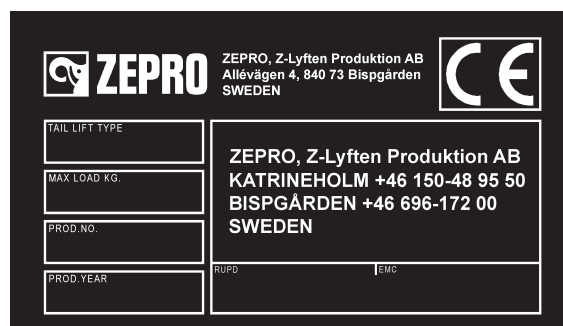 ZEPRO
ZEPRO, Z-Lyften Produktion AB
Allévägen 4, 840 73 Bispgården
SWEDEN
CE
TAIL LIFT TYPE
MAX LOAD KG.
PROD.NO.
PROD.YEAR
ZEPRO, Z-Lyften Produktion AB
KATRINEHOLM +46 150-48 95 50
BISPGÅRDEN +46 696-172 00
SWEDEN
RUPD
EMC